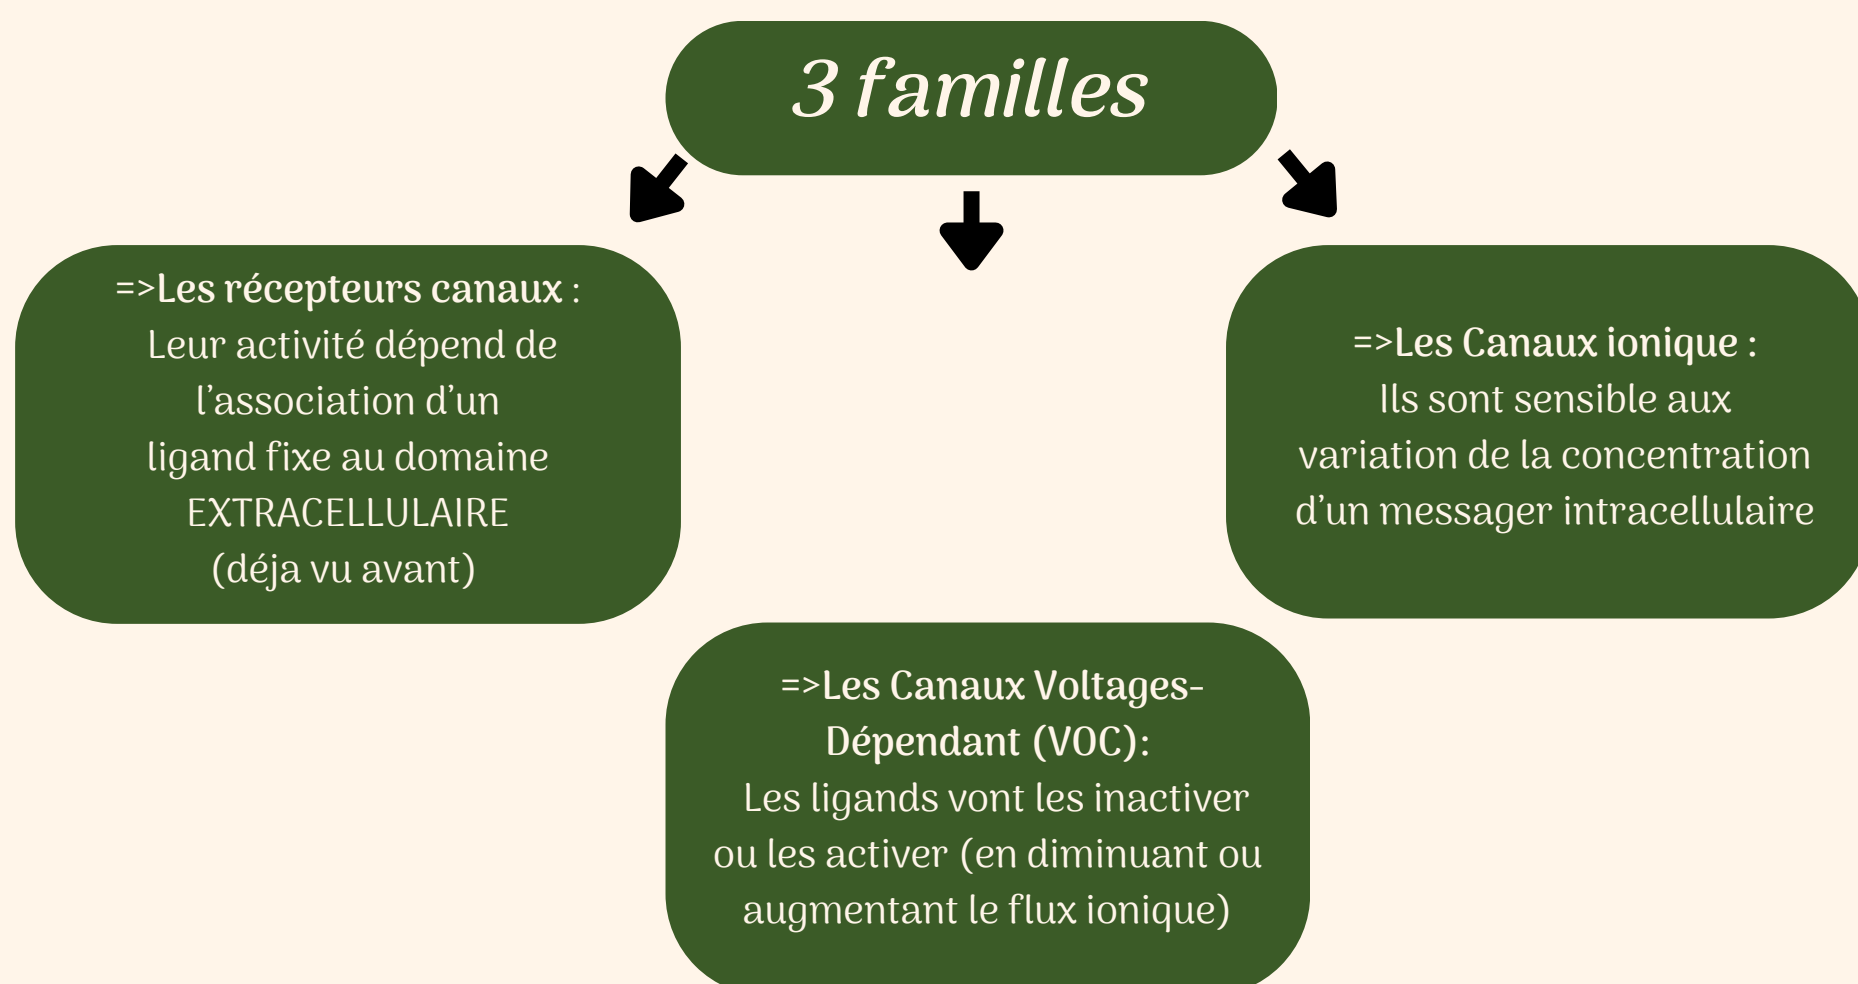 3 familles
=>Les récepteurs canaux :
Leur activité dépend de
l'association d'un
ligand fixe au domaine
EXTRACELLULAIRE
(déja vu avant)
=>Les Canaux ionique :
Ils sont sensible aux
variation de la concentration
d'un messager intracellulaire
=>Les Canaux Voltages-
Dépendant (VOC):
Les ligands vont les inactiver
ou les activer (en diminuant ou
augmentant le flux ionique)